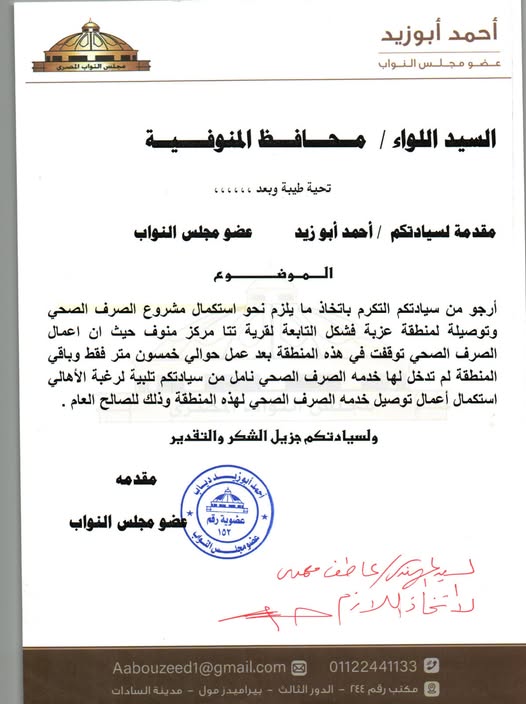 أحمد أبوزيد
عضو مجلس النواب
مجلس النواب المصرى
السيد اللواء / محافظ المنوفية
تحية طيبة وبعد ،،،،،،
مقدمة لسيادتكم / أحمد أبو زيد عضو مجلس النواب
الموضوع
أرجو من سيادتكم التكرم باتخاذ ما يلزم نحو استكمال مشروع الصرف الصحي
وتوصيلة لمنطقة عزبة فشكل التابعة لقرية تتا مركز منوف حيث ان اعمال
الصرف الصحي توقفت في هذه المنطقة بعد عمل حوالي خمسون متر فقط وباقي
المنطقة لم تدخل لها خدمه الصرف الصحي نامل من سيادتكم تلبية لرغبة الأهالي
استكمال أعمال توصيل خدمه الصرف الصحي لهذه المنطقة وذلك للصالح العام .
ولسيادتكم جزيل الشكر والتقدير
مقدمه
عضو مجلس النواب
أحمد أبوزيد دياب
عضوية رقم
١٥٢
عضو مجلس النواب
السيد المهندس / عاطف
لاتخاذ اللازم
Aabouzeed1@gmail.com 01122441133
مكتب رقم ٢٤٤ - الدور الثالث - بيراميدز مول - مدينة السادات